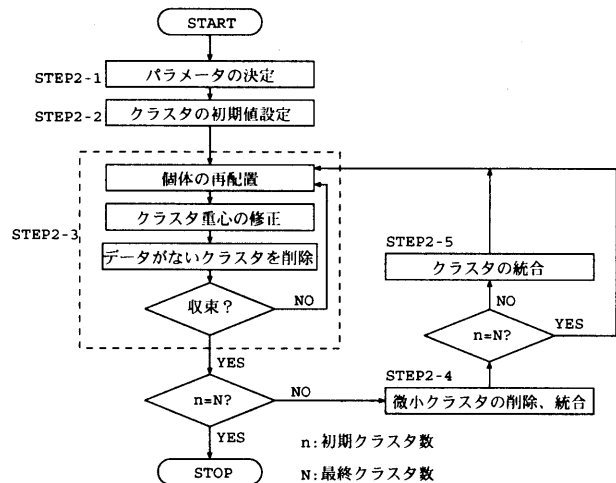 START
STEP2-1
パラメータの決定
STEP2-2
クラスタの初期値設定
STEP2-3
個体の再配置
クラスタ重心の修正
データがないクラスタを削除
収束?
NO
YES
n=N?
NO
YES
STOP
STEP2-4
微小クラスタの削除、統合
n=N?
YES
NO
STEP2-5
クラスタの統合
n:初期クラスタ数
N:最終クラスタ数